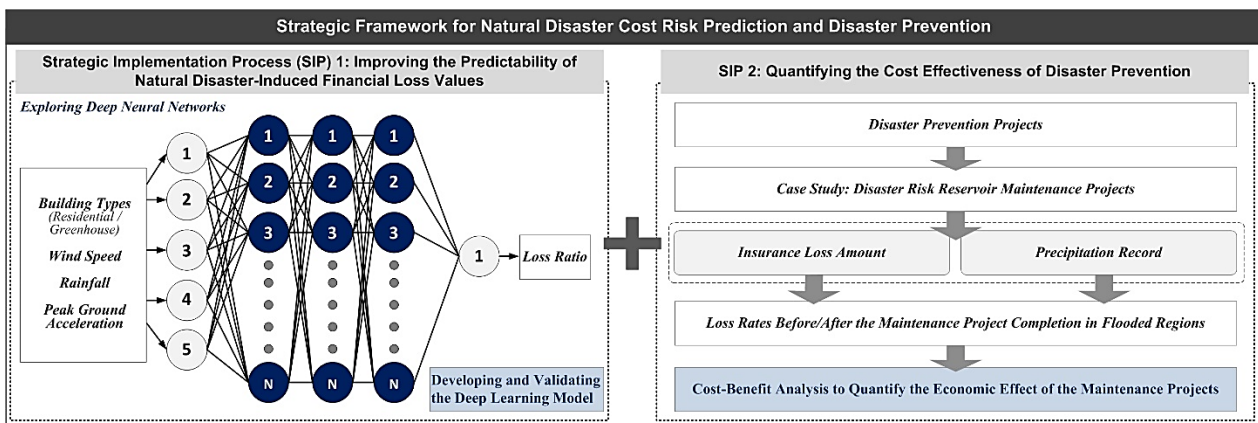 Strategic Framework for Natural Disaster Cost Risk Prediction and Disaster Prevention
Strategic Implementation Process (SIP) 1: Improving the Predictability of
Natural Disaster-Induced Financial Loss Values
Exploring Deep Neural Networks
Building Types
(Residential /
Greenhouse)
Wind Speed
Rainfall
Peak Ground
Acceleration
1
2
3
4
5
1 1 1
2 2 2
3 3 3
N N N
1
Loss Ratio
Developing and Validating
the Deep Learning Model
SIP 2: Quantifying the Cost Effectiveness of Disaster Prevention
Disaster Prevention Projects
Case Study: Disaster Risk Reservoir Maintenance Projects
Insurance Loss Amount
Precipitation Record
Loss Rates Before/After the Maintenance Project Completion in Flooded Regions
Cost-Benefit Analysis to Quantify the Economic Effect of the Maintenance Projects